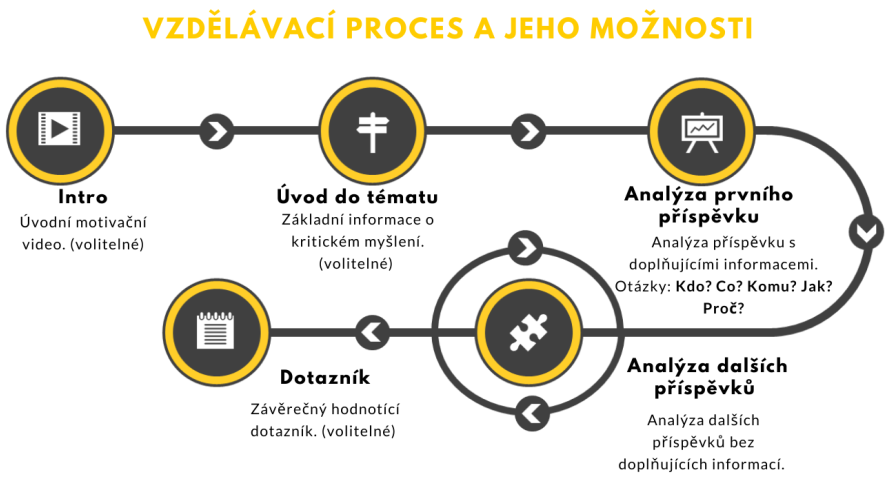 VZDĚLÁVACÍ PROCES A JEHO MOŽNOSTI
Intro
Úvodní motivační
video. (volitelné)
Úvod do tématu
Základní informace o
kritickém myšlení.
(volitelné)
Analýza prvního
příspěvku
Analýza příspěvku s
doplňujícími informacemi.
Otázky: Kdo? Co? Komu? Jak?
Proč?
Analýza dalších
příspěvků
Analýza dalších
příspěvků bez
doplňujících informací.
Dotazník
Závěrečný hodnotící
dotazník. (volitelné)